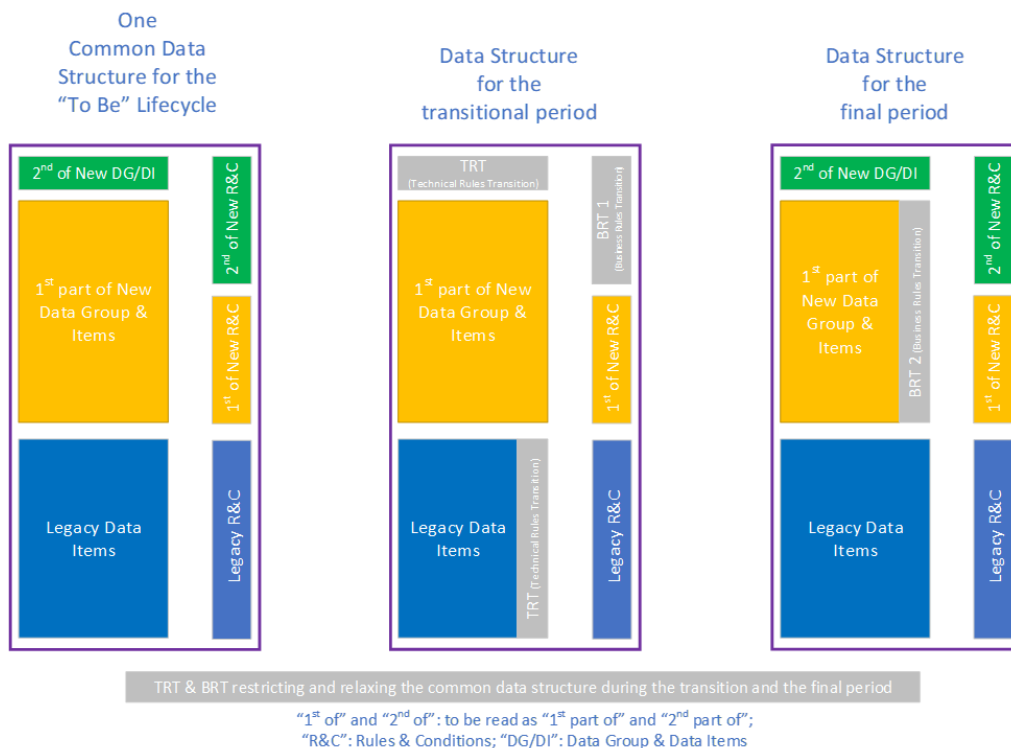 One
Common Data
Structure for the
“To Be” Lifecycle
2nd of New DG/DI
2nd of New R&C
1st part of New
Data Group &
Items
1st of New R&C
Legacy Data
Items
Legacy R&C
Data Structure
for the
transitional period
TRT
(Technical Rules Transition)
BRT 1
(Business Rules Transition)
1st part of New
Data Group &
Items
1st of New R&C
Legacy Data
Items
TRT (Technical Rules Transition)
Legacy R&C
Data Structure
for the
final period
2nd of New DG/DI
2nd of New R&C
1st part of
New Data
Group &
Items
BRT 2 (Business Rules Transition)
1st of New R&C
Legacy Data
Items
Legacy R&C
TRT & BRT restricting and relaxing the common data structure during the transition and the final period
“1st of” and “2nd of”: to be read as “1st part of” and “2nd part of”;
“R&C”: Rules & Conditions; “DG/DI”: Data Group & Data Items